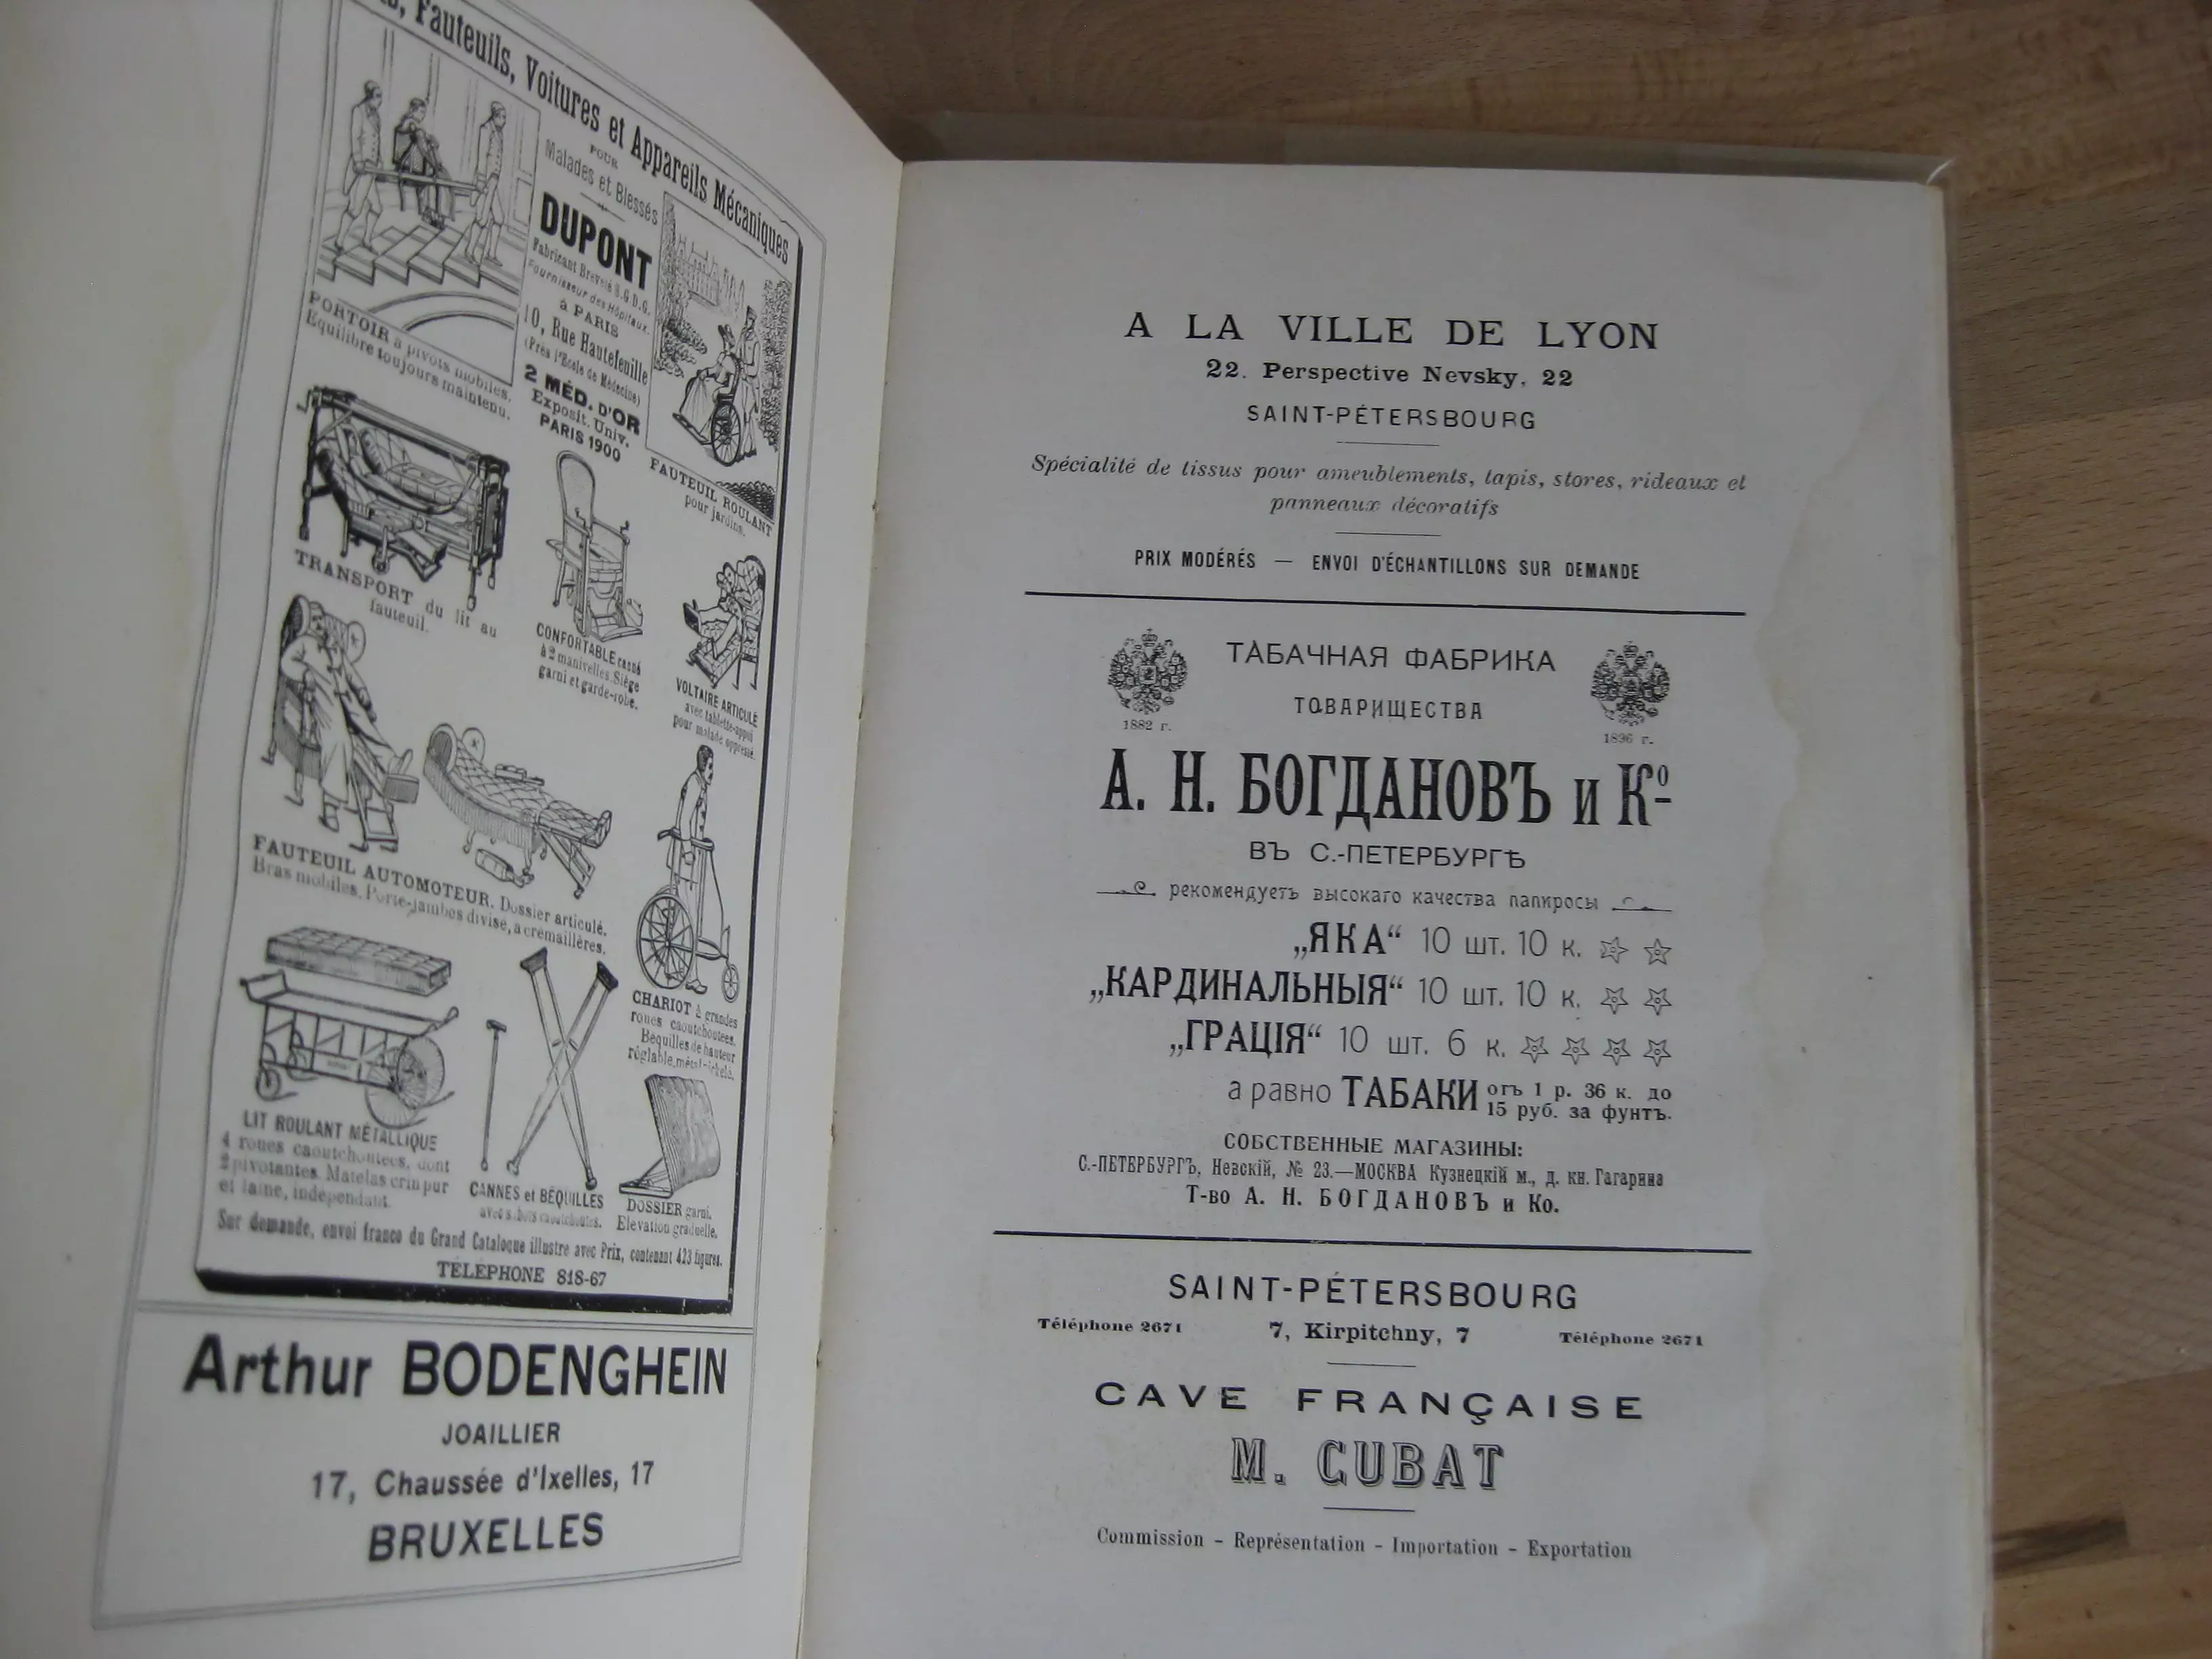 Fauteuils, Voitures et Appareils Mécaniques
POUR
Malades et Blessés
DUPONT
Fabricant Breveté S.G.D.G.
Fournisseur des Hôpitaux.
à PARIS
10, Rue Hautefeuille
(Près l'Ecole de Médecine)
2 MÉD. D'OR
Exposit. Univ.
PARIS 1900
PORTOIR à pivots mobiles.
Equilibre toujours maintenu.
FAUTEUIL ROULANT
pour jardins.
TRANSPORT du lit au
fauteuil.
CONFORTABLE canné
à 2 manivelles. Siège
garni et garde-robe.
VOLTAIRE ARTICULÉ
avec tablette-appui
pour malade oppressé.
FAUTEUIL AUTOMOTEUR. Dossier articulé.
Bras mobiles. Porte-jambes divisé, à crémaillères.
CHARIOT à grandes
roues caoutchoutées.
Béquilles de hauteur
réglable, métal nickelé.
LIT ROULANT MÉTALLIQUE
4 roues caoutchoutées, dont
2 pivotantes. Matelas crin pur
et laine, indépendant.
CANNES et BÉQUILLES
avec sabots caoutchoutés.
DOSSIER garni.
Elévation graduelle.
Sur demande, envoi franco du Grand Catalogue illustré avec Prix, contenant 423 figures.
TÉLÉPHONE 818-67
Arthur BODENGHEIN
JOAILLIER
17, Chaussée d'Ixelles, 17
BRUXELLES
A LA VILLE DE LYON
22. Perspective Nevsky, 22
SAINT-PÉTERSBOURG
Spécialité de tissus pour ameublements, tapis, stores, rideaux et
panneaux décoratifs
PRIX MODÉRÉS — ENVOI D'ÉCHANTILLONS SUR DEMANDE
ТАБАЧНАЯ ФАБРИКА
ТОВАРИЩЕСТВА
1882 г.
1896 г.
А. Н. БОГДАНОВЪ и Кº
ВЪ С.-ПЕТЕРБУРГѢ
рекомендуетъ высокаго качества папиросы
„ЯКА“ 10 шт. 10 к.
„КАРДИНАЛЬНЫЯ“ 10 шт. 10 к.
„ГРАЦІЯ“ 10 шт. 6 к.
а равно ТАБАКИ отъ 1 р. 36 к. до
15 руб. за фунтъ.
СОБСТВЕННЫЕ МАГАЗИНЫ:
С.-ПЕТЕРБУРГЪ, Невскій, № 23.—МОСКВА Кузнецкій м., д. кн. Гагарина
Т-во А. Н. БОГДАНОВЪ и Ко.
SAINT-PÉTERSBOURG
Téléphone 2671 7, Kirpitchny, 7 Téléphone 2671
CAVE FRANÇAISE
M. CUBAT
Commission - Représentation - Importation - Exportation